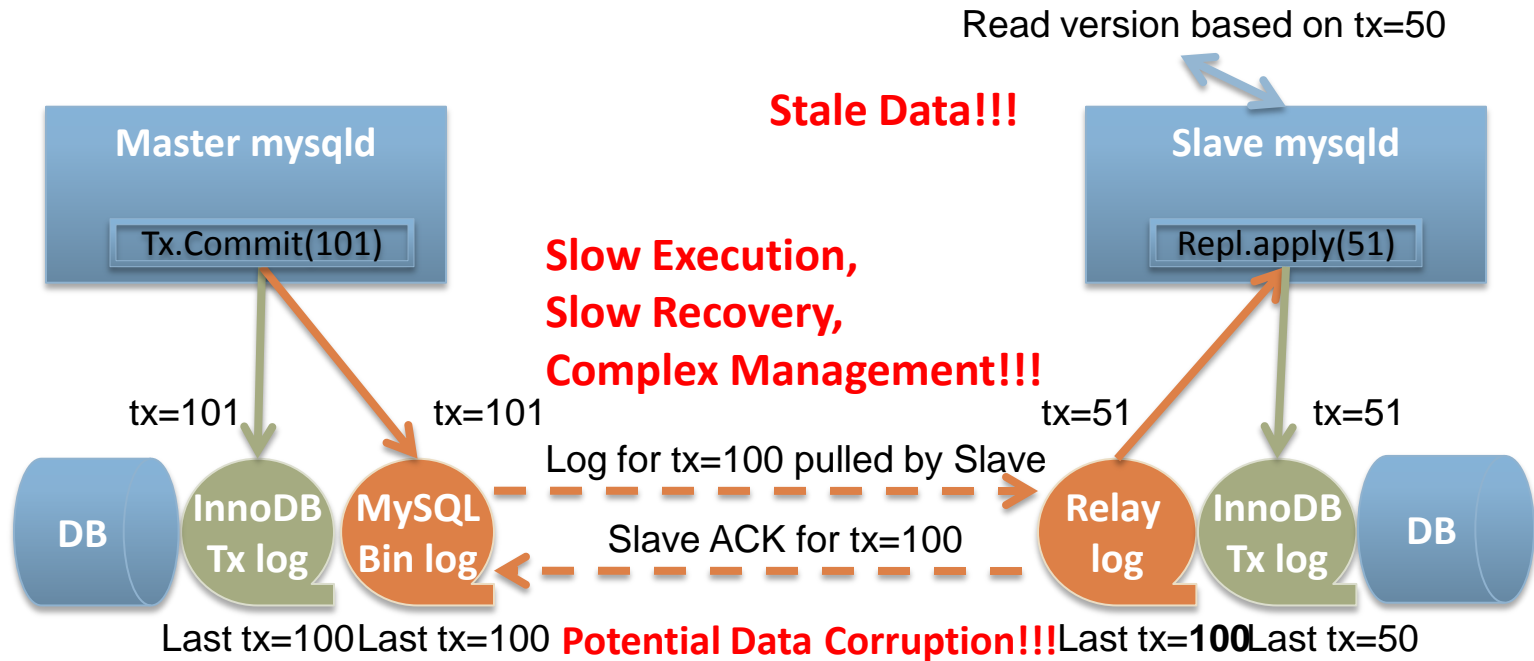 Read version based on tx=50
Stale Data!!!
Master mysqld
Slave mysqld
Tx.Commit(101)
Repl.apply(51)
Slow Execution,
Slow Recovery,
Complex Management!!!
tx=101
tx=101
tx=51
tx=51
Log for tx=100 pulled by Slave
DB
InnoDB
Tx log
MySQL
Bin log
Slave ACK for tx=100
Relay
log
InnoDB
Tx log
DB
Last tx=100
Last tx=100
Potential Data Corruption!!!
Last tx=100
Last tx=50